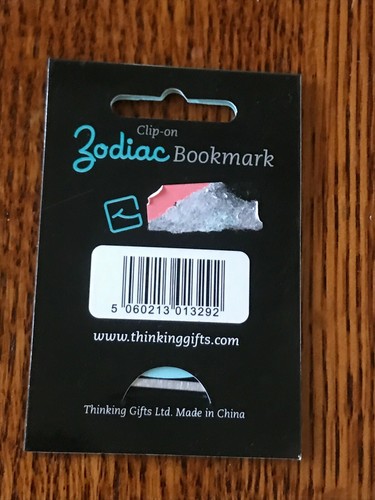 Clip-on
Zodiac Bookmark
5 060213 013292
www.thinkinggifts.com
Thinking Gifts Ltd. Made in China